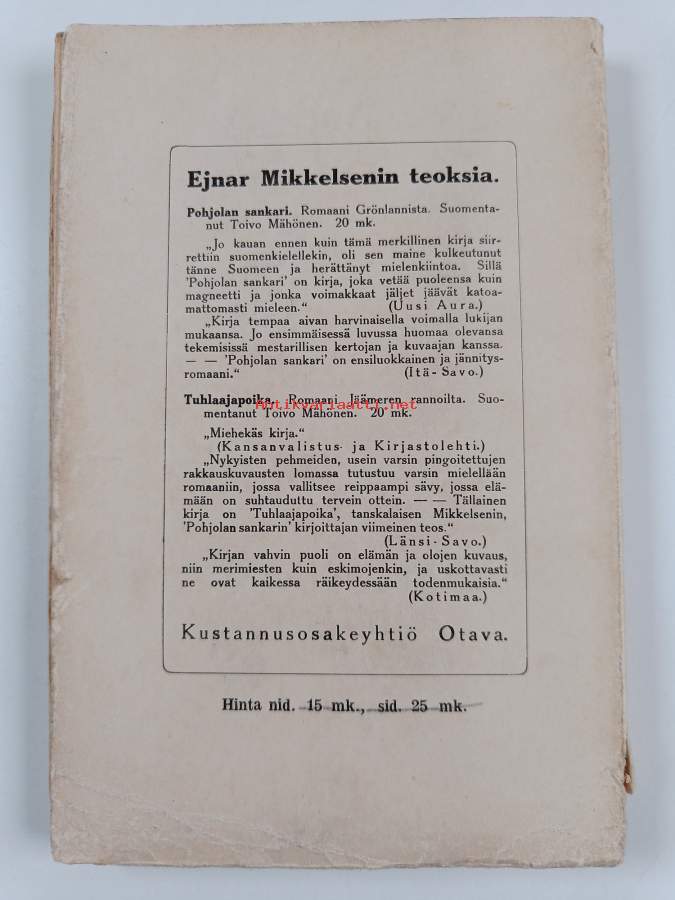 Ejnar Mikkelsenin teoksia.
Pohjolan sankari. Romaani Grönlannista. Suomenta-
nut Toivo Mähönen. 20 mk.
„Jo kauan ennen kuin tämä merkillinen kirja siir-
rettiin suomenkielellekin, oli sen maine kulkeutunut
tänne Suomeen ja herättänyt mielenkiintoa. Sillä
'Pohjolan sankari' on kirja, joka vetää puoleensa kuin
magneetti ja jonka voimakkaat jäljet jäävät katoa-
mattomasti mieleen.“ (Uusi Aura.)
„Kirja tempaa aivan harvinaisella voimalla lukijan
mukaansa. Jo ensimmäisessä luvussa huomaa olevansa
tekemisissä mestarillisen kertojan ja kuvaajan kanssa.
— — 'Pohjolan sankari' on ensiluokkainen ja jännitys-
romaani.“ (Itä-Savo.)
Tuhlaajapoika. Romaani Jäämeren rannoilta. Suo-
Antikvariaatti.net
mentanut Toivo Mähönen. 20 mk.
„Miehekäs kirja.“
(Kansanvalistus- ja Kirjastolehti.)
„Nykyisten pehmeiden, usein varsin pingoitettujen
rakkauskuvausten lomassa tutustuu varsin mielellään
romaaniin, jossa vallitsee reippaampi sävy, jossa elä-
mään on suhtauduttu tervein ottein. — — Tällainen
kirja on 'Tuhlaajapoika', tanskalaisen Mikkelsenin,
'Pohjolan sankarin' kirjoittajan viimeinen teos.“
(Länsi-Savo.)
„Kirjan vahvin puoli on elämän ja olojen kuvaus,
niin merimiesten kuin eskimojenkin, ja uskottavasti
ne ovat kaikessa räikeydessään todenmukaisia.“
(Kotimaa.)
Kustannusosakeyhtiö Otava.
Hinta nid. 15 mk., sid. 25 mk.